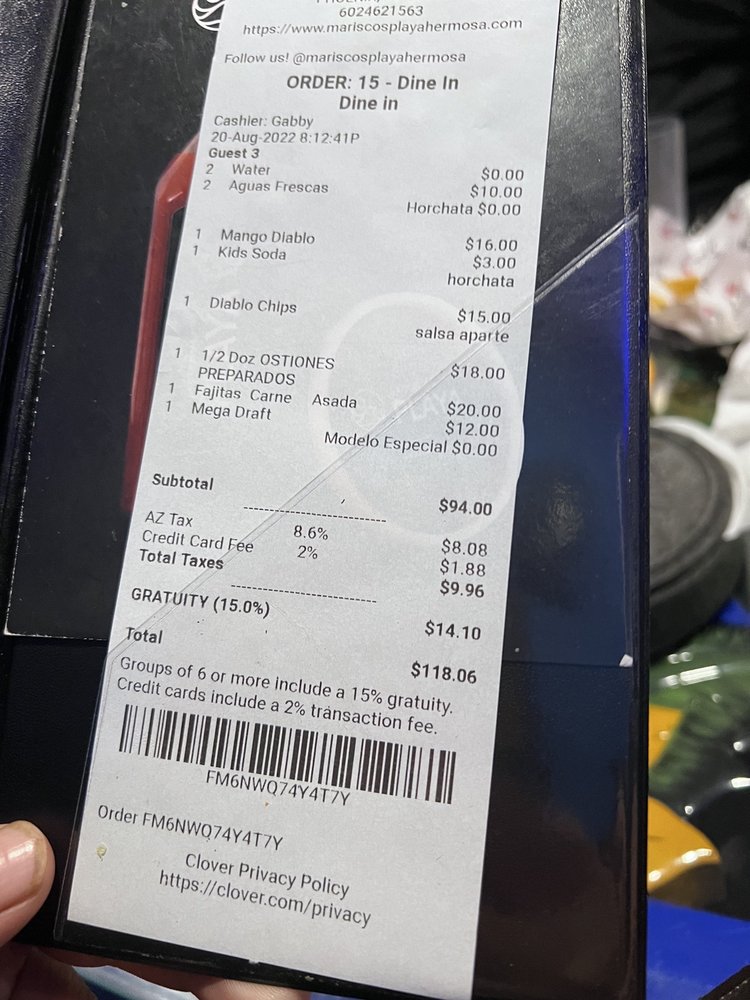 6024621563
https://www.mariscosplayahermosa.com
Follow us! @mariscosplayahermosa
ORDER: 15 - Dine In
Dine in
Cashier: Gabby
20-Aug-2022 8:12:41P
Guest 3
2 Water $0.00
2 Aguas Frescas $10.00
Horchata $0.00
1 Mango Diablo $16.00
1 Kids Soda $3.00
horchata
1 Diablo Chips $15.00
salsa aparte
1 1/2 Doz OSTIONES PREPARADOS $18.00
1 Fajitas Carne Asada $20.00
1 Mega Draft $12.00
Modelo Especial $0.00
Subtotal $94.00
AZ Tax 8.6% $8.08
Credit Card Fee 2% $1.88
Total Taxes $9.96
GRATUITY (15.0%) $14.10
Total $118.06
Groups of 6 or more include a 15% gratuity.
Credit cards include a 2% transaction fee.
FM6NWQ74Y4T7Y
Order FM6NWQ74Y4T7Y
Clover Privacy Policy
https://clover.com/privacy